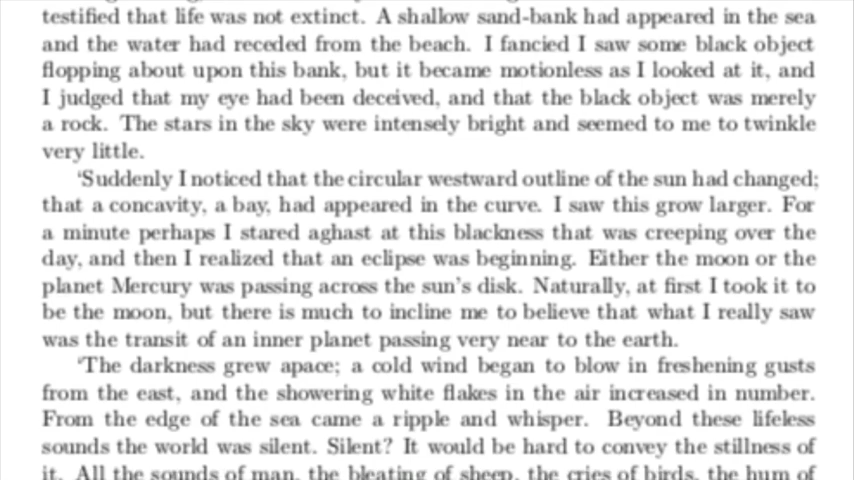 testified that life was not extinct. A shallow sand-bank had appeared in the sea
and the water had receded from the beach. I fancied I saw some black object
flopping about upon this bank, but it became motionless as I looked at it, and
I judged that my eye had been deceived, and that the black object was merely
a rock. The stars in the sky were intensely bright and seemed to me to twinkle
very little.
‘Suddenly I noticed that the circular westward outline of the sun had changed;
that a concavity, a bay, had appeared in the curve. I saw this grow larger. For
a minute perhaps I stared aghast at this blackness that was creeping over the
day, and then I realized that an eclipse was beginning. Either the moon or the
planet Mercury was passing across the sun’s disk. Naturally, at first I took it to
be the moon, but there is much to incline me to believe that what I really saw
was the transit of an inner planet passing very near to the earth.
‘The darkness grew apace; a cold wind began to blow in freshening gusts
from the east, and the showering white flakes in the air increased in number.
From the edge of the sea came a ripple and whisper. Beyond these lifeless
sounds the world was silent. Silent? It would be hard to convey the stillness of
it. All the sounds of man, the bleating of sheep, the cries of birds, the hum of